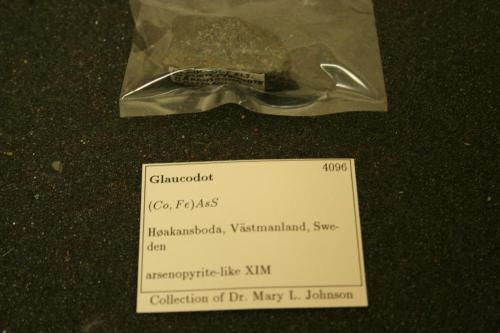 4096
Glaucodot
(Co, Fe)AsS
Høakansboda, Västmanland, Swe-
den
arsenopyrite-like XIM
Collection of Dr. Mary L. Johnson